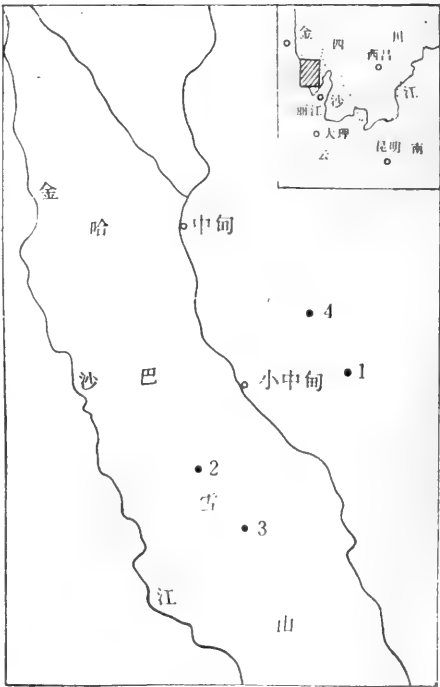 金 四 川
西昌
沙 江
丽江
大理
云 昆明 南
金
哈
中甸
4
沙 巴
小中甸 1
2
雪
3
江
山